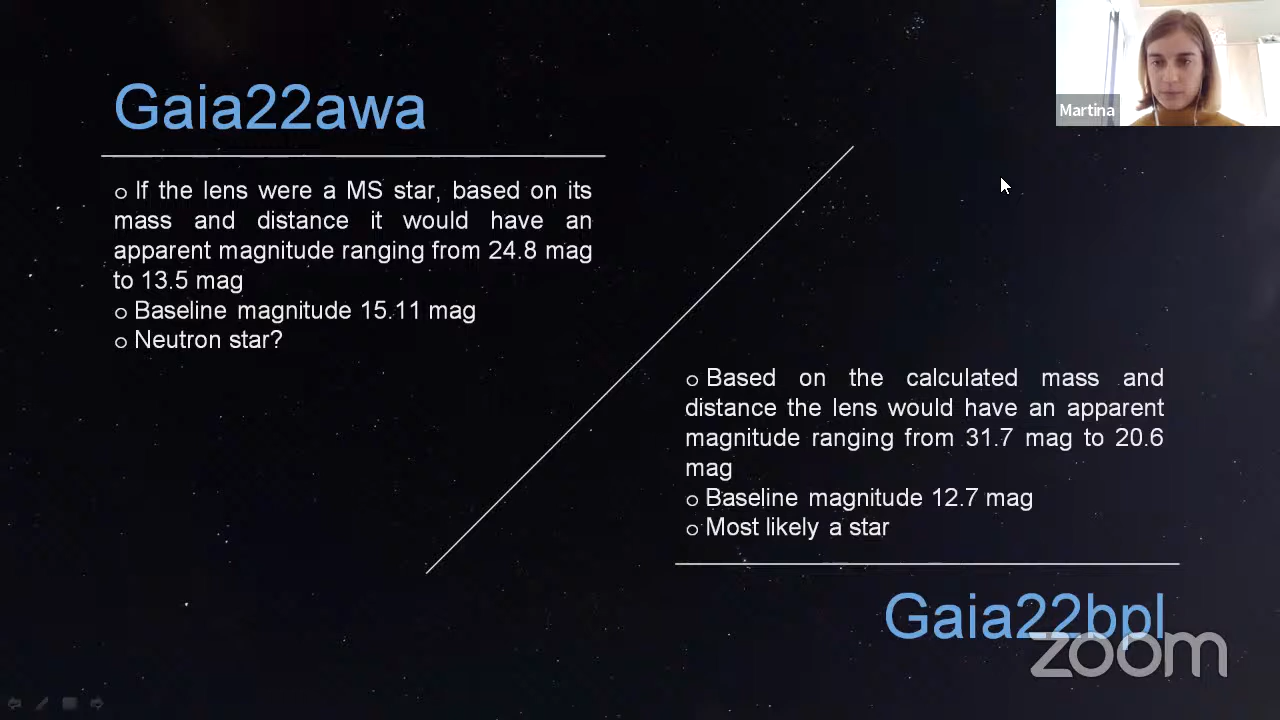 Gaia22awa
Martina
o If the lens were a MS star, based on its
mass and distance it would have an
apparent magnitude ranging from 24.8 mag
to 13.5 mag
o Baseline magnitude 15.11 mag
o Neutron star?
o Based on the calculated mass and
distance the lens would have an apparent
magnitude ranging from 31.7 mag to 20.6
mag
o Baseline magnitude 12.7 mag
o Most likely a star
Gaia22bpl
zoom